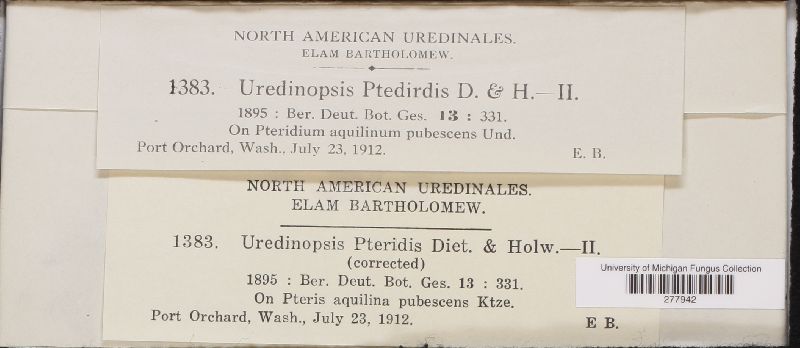 NORTH AMERICAN UREDINALES.
ELAM BARTHOLOMEW.
1383. Uredinopsis Ptedirdis D. & H.—II.
1895 : Ber. Deut. Bot. Ges. 13 : 331.
On Pteridium aquilinum pubescens Und.
Port Orchard, Wash., July 23, 1912. E. B.
NORTH AMERICAN UREDINALES.
ELAM BARTHOLOMEW.
1383. Uredinopsis Pteridis Diet. & Holw.—II.
(corrected)
1895 : Ber. Deut. Bot. Ges. 13 : 331.
On Pteris aquilina pubescens Ktze.
Port Orchard, Wash., July 23, 1912. E B.
University of Michigan Fungus Collection
277942